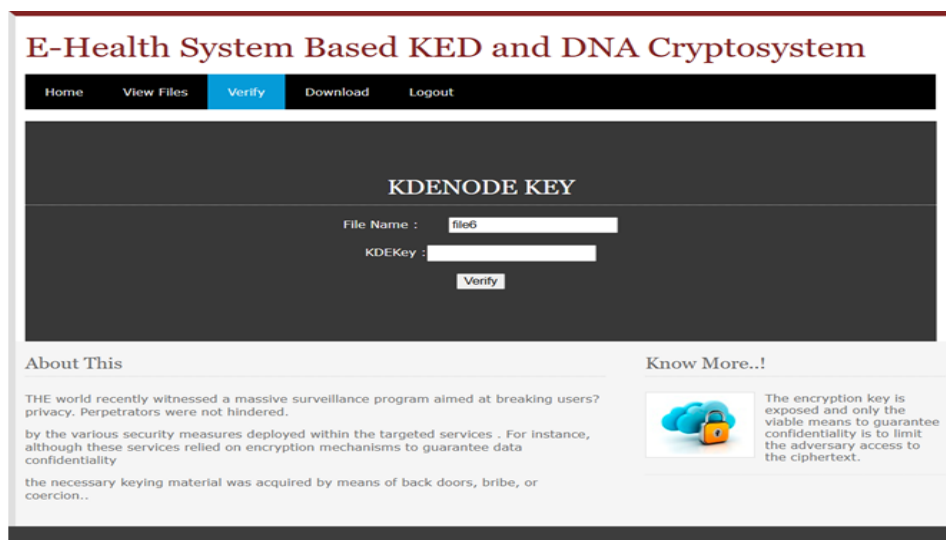 E-Health System Based KED and DNA Cryptosystem
Home View Files Verify Download Logout
KDENODE KEY
File Name : file6
KDEKey :
Verify
About This
THE world recently witnessed a massive surveillance program aimed at breaking users?
privacy. Perpetrators were not hindered.
by the various security measures deployed within the targeted services . For instance,
although these services relied on encryption mechanisms to guarantee data
confidentiality
the necessary keying material was acquired by means of back doors, bribe, or
coercion..
Know More..!
The encryption key is
exposed and only the
viable means to guarantee
confidentiality is to limit
the adversary access to
the ciphertext.